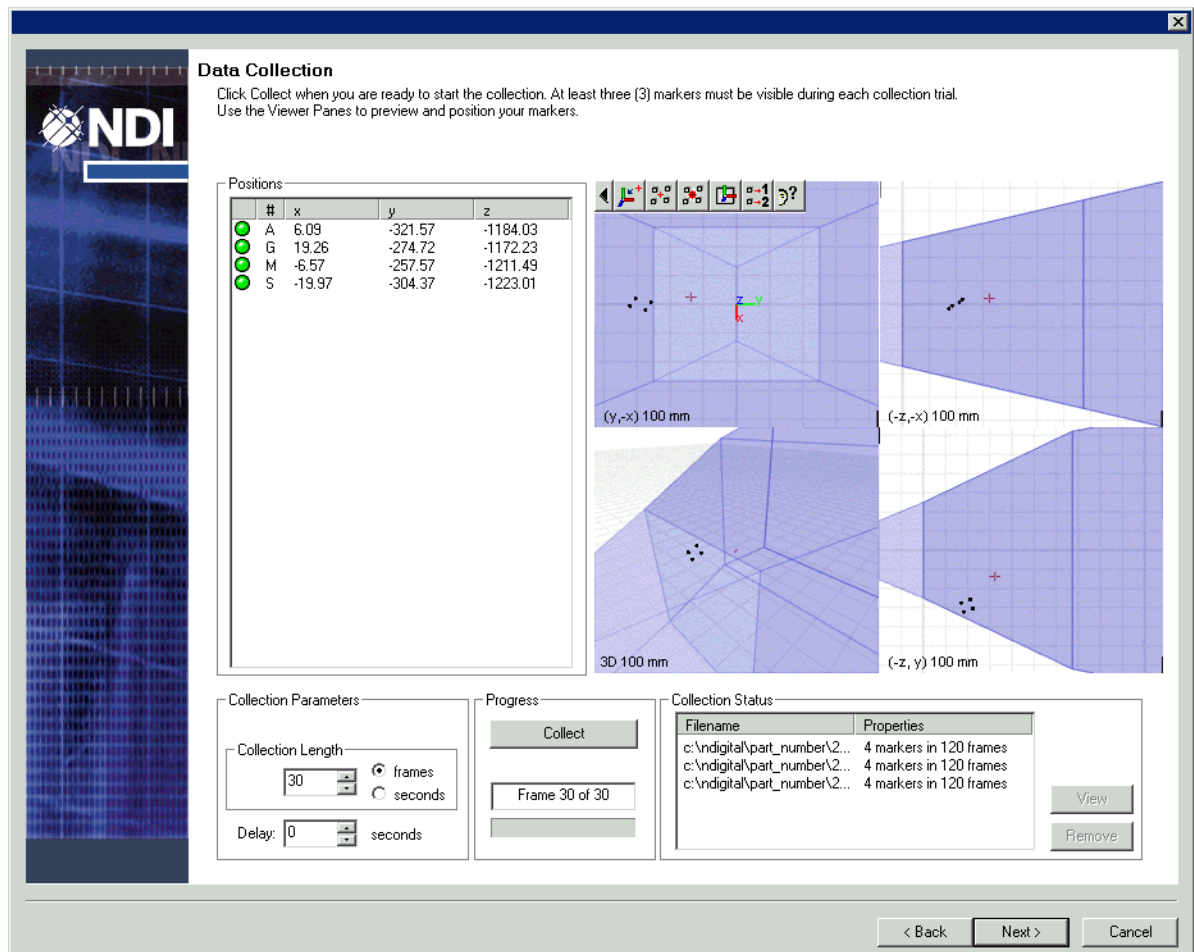 Data Collection
Click Collect when you are ready to start the collection. At least three (3) markers must be visible during each collection trial.
Use the Viewer Panes to preview and position your markers.
NDI
Positions
# x y z
A 6.09 -321.57 -1184.03
G 19.26 -274.72 -1172.23
M -6.57 -257.57 -1211.49
S -19.97 -304.37 -1223.01
1
2
?
z y
x
(y,-x) 100 mm
(-z,-x) 100 mm
3D 100 mm
(-z, y) 100 mm
Collection Parameters
Collection Length
30
frames
seconds
Delay: 0 seconds
Progress
Collect
Frame 30 of 30
Collection Status
Filename Properties
c:\ndigital\part_number\2... 4 markers in 120 frames
c:\ndigital\part_number\2... 4 markers in 120 frames
c:\ndigital\part_number\2... 4 markers in 120 frames
View
Remove
< Back Next > Cancel